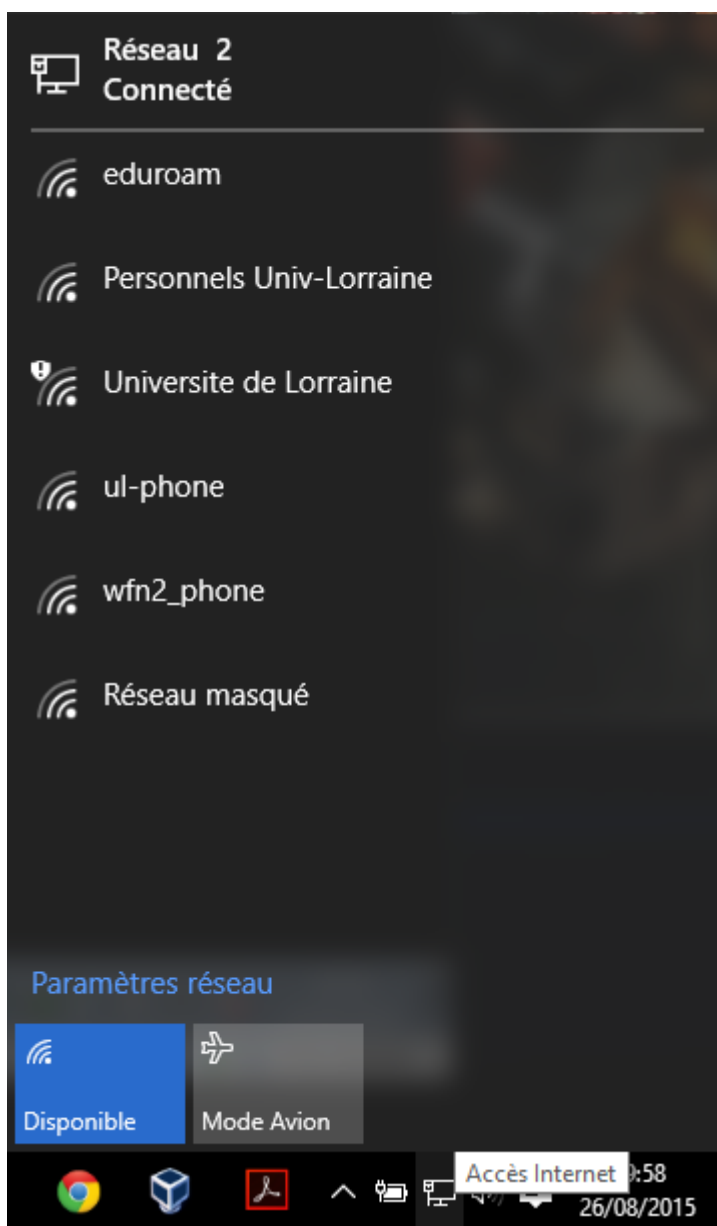 Réseau 2
Connecté
eduroam
Personnels Univ-Lorraine
Universite de Lorraine
ul-phone
wfn2_phone
Réseau masqué
Paramètres réseau
Disponible
Mode Avion
Accès Internet
:58
26/08/2015